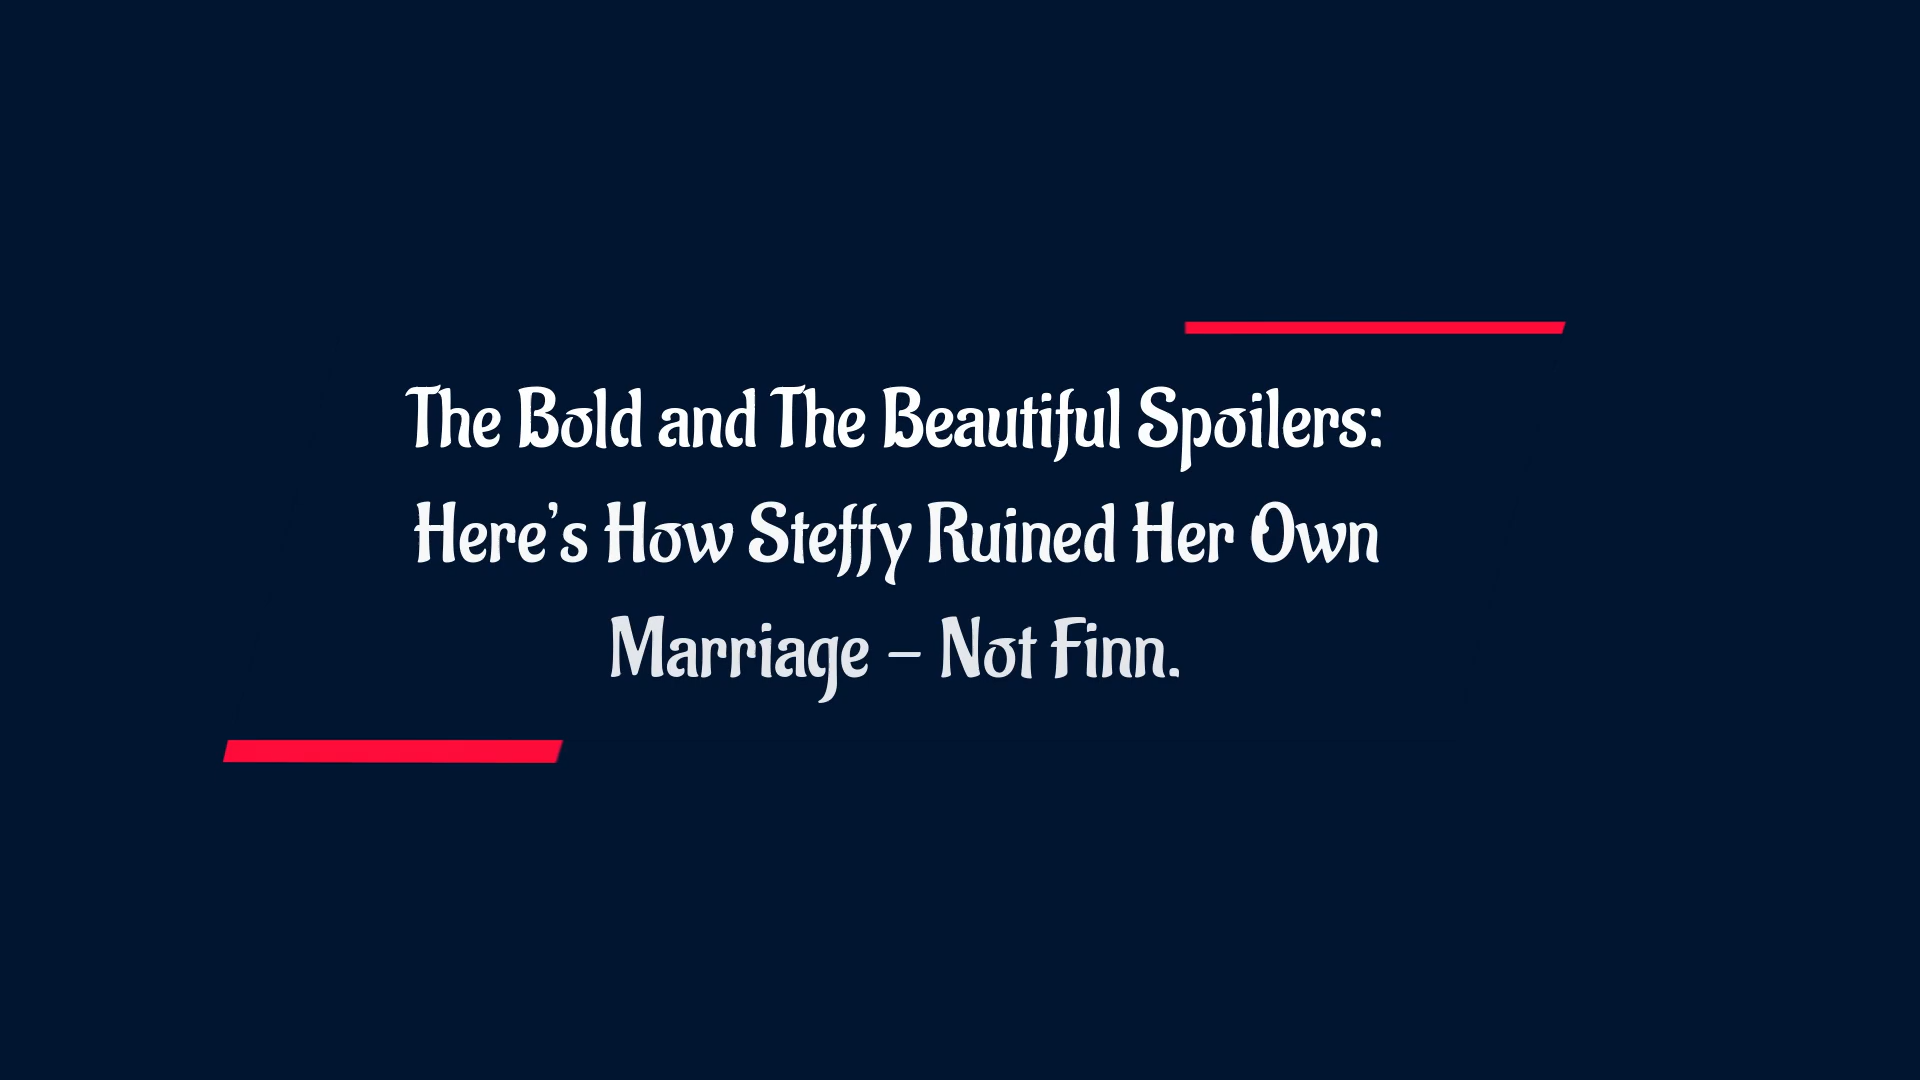 The Bold and The Beautiful Spoilers:
Here's How Steffy Ruined Her Own
Marriage – Not Finn.